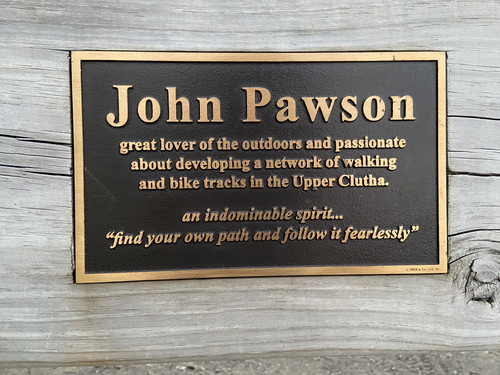 John Pawson
great lover of the outdoors and passionate
about developing a network of walking
and bike tracks in the Upper Clutha.
an indominable spirit...
"find your own path and follow it fearlessly"